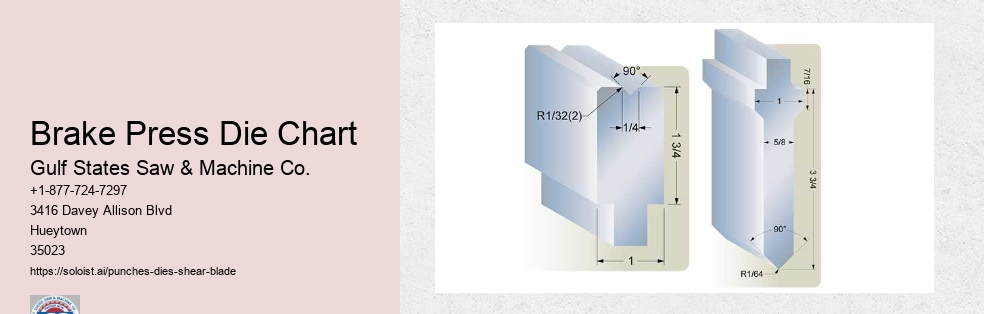 Brake Press Die Chart
Gulf States Saw & Machine Co.
+1-877-724-7297
3416 Davey Allison Blvd
Hueytown
35023
https://soloist.ai/punches-dies-shear-blade
90°
R1/32(2)
1/4
1 3/4
1
7/16
1
5/8
3 3/4
90°
R1/64